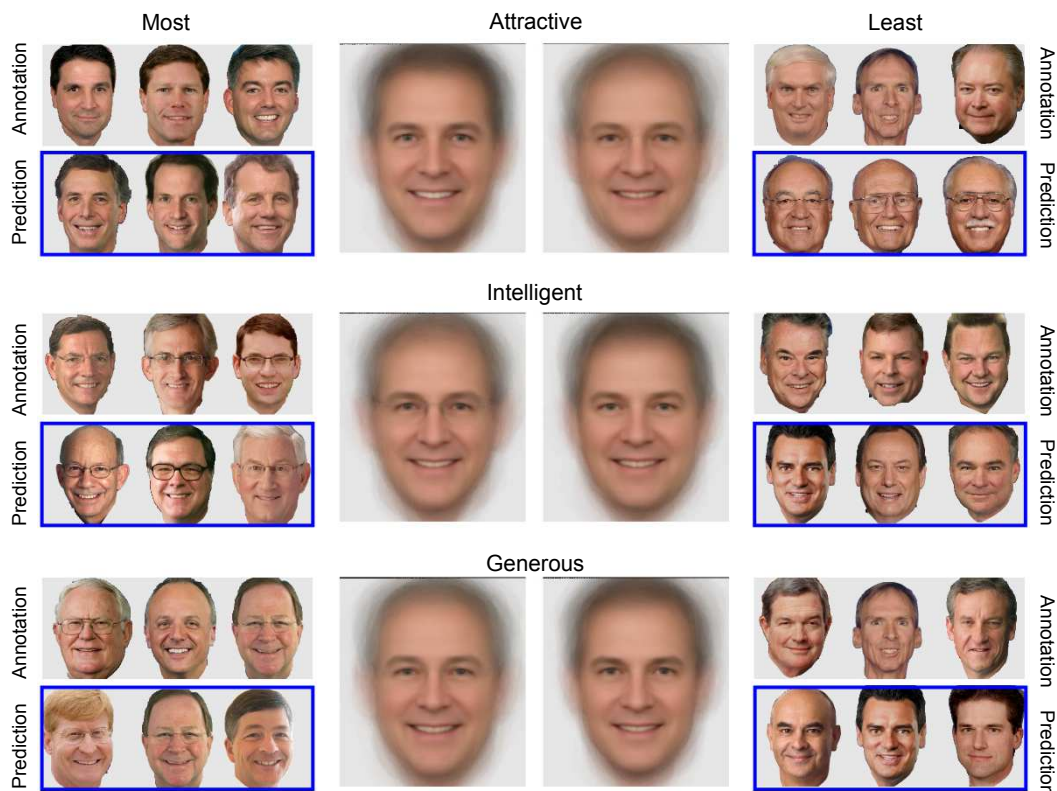 Most Attractive Least
Annotation Annotation
Prediction Prediction
Intelligent
Annotation Annotation
Prediction Prediction
Generous
Annotation Annotation
Prediction Prediction